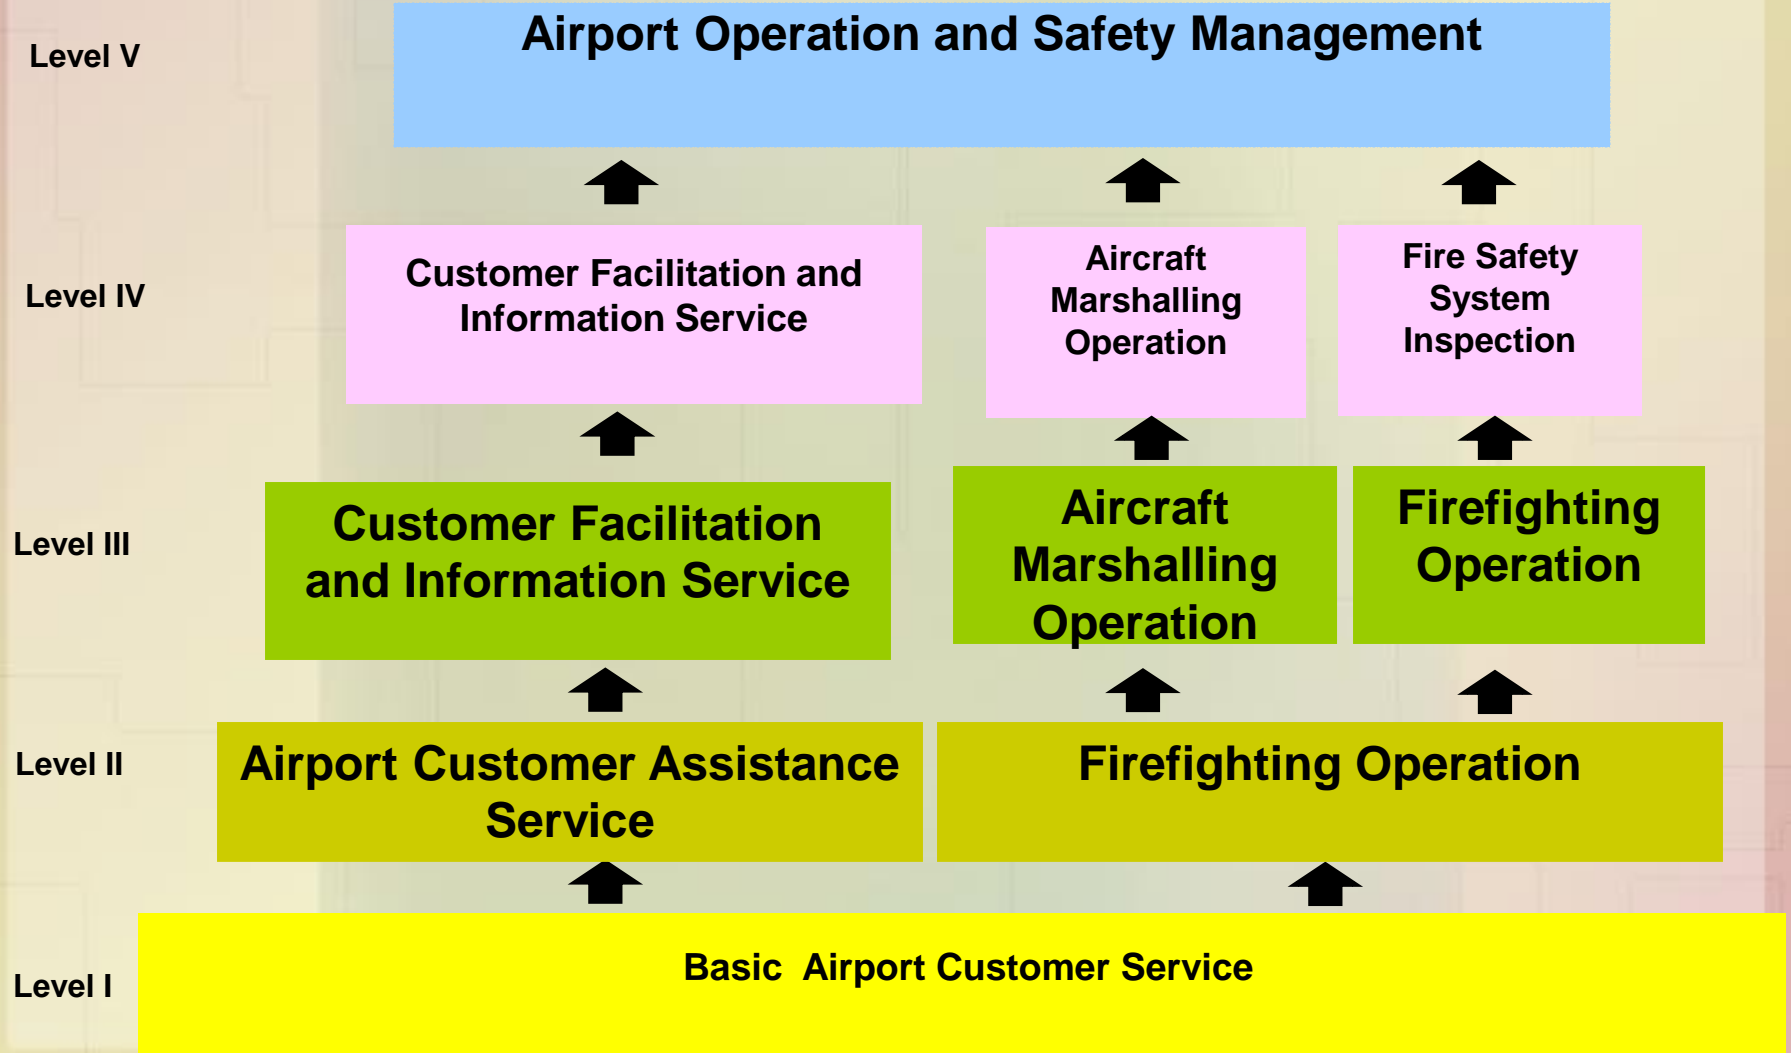 Level V
Airport Operation and Safety Management
Level IV
Customer Facilitation and
Information Service
Aircraft
Marshalling
Operation
Fire Safety
System
Inspection
Level III
Customer Facilitation
and Information Service
Aircraft
Marshalling
Operation
Firefighting
Operation
Level II
Airport Customer Assistance
Service
Firefighting Operation
Level I
Basic  Airport Customer Service